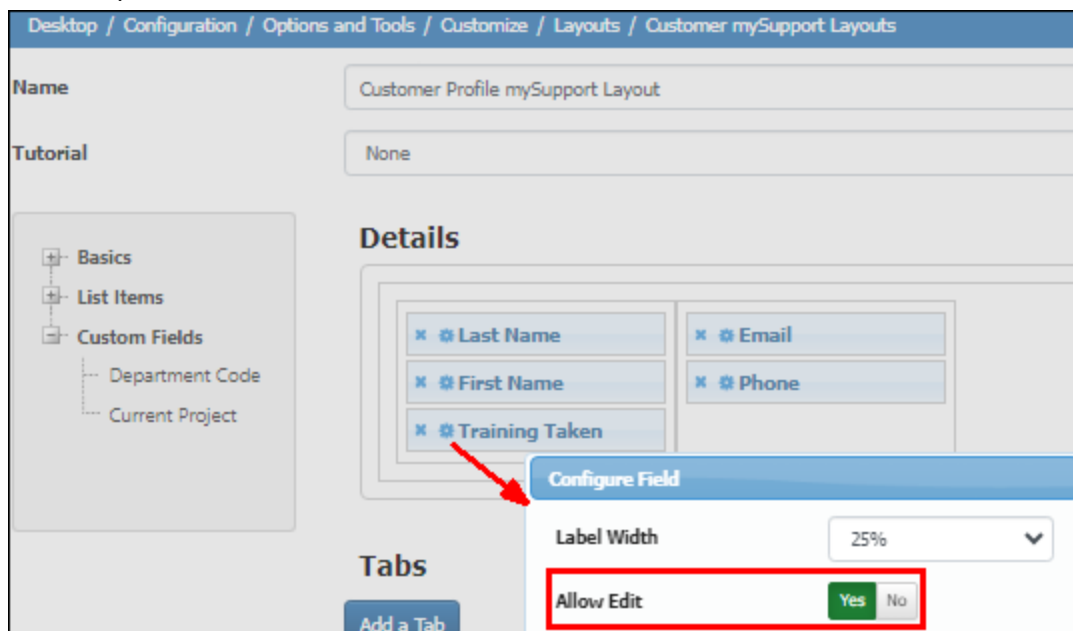 Desktop / Configuration / Options and Tools / Customize / Layouts / Customer mySupport Layouts
Name
Customer Profile mySupport Layout
Tutorial
None
Basics
List Items
Custom Fields
Department Code
Current Project
Details
Last Name
Email
First Name
Phone
Training Taken
Configure Field
Label Width
25%
Allow Edit
Yes No
Tabs
Add a Tab